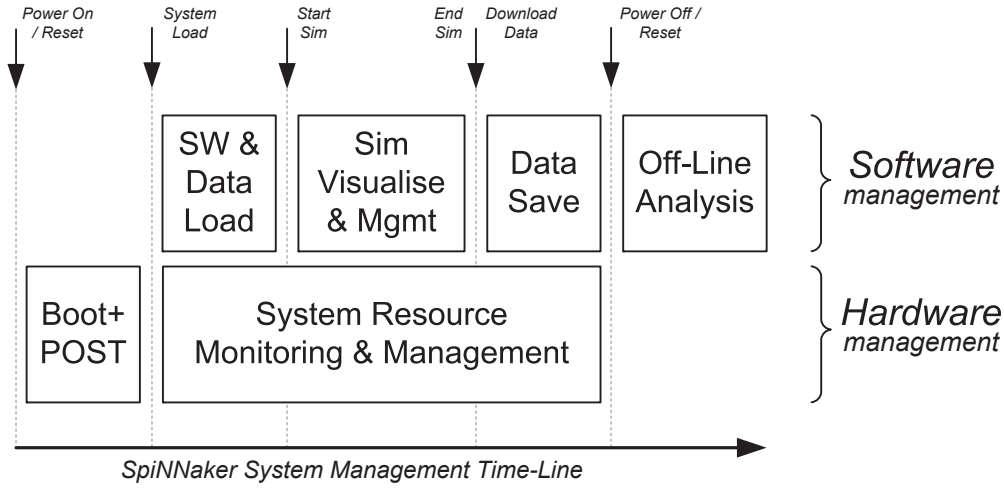 Power On
/ Reset
System
Load
Start
Sim
End
Sim
Download
Data
Power Off /
Reset
SW &
Data
Load
Sim
Visualise
& Mgmt
Data
Save
Off-Line
Analysis
Software
management
Boot+
POST
System Resource
Monitoring & Management
Hardware
management
SpiNNaker System Management Time-Line